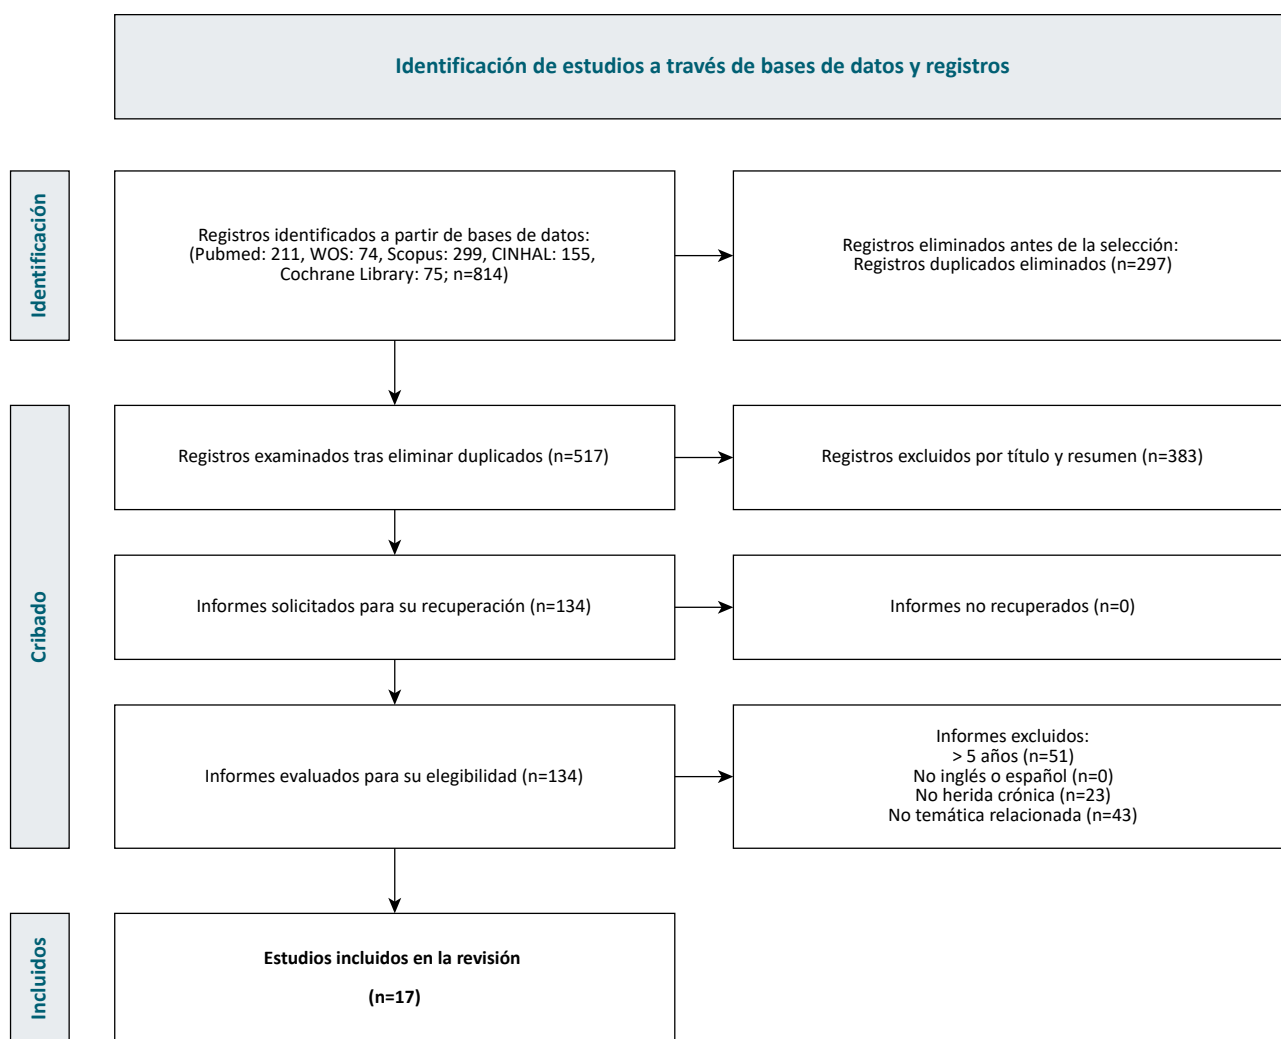 Identificación de estudios a través de bases de datos y registros
Identificación
Registros identificados a partir de bases de datos:
(Pubmed: 211, WOS: 74, Scopus: 299, CINHAL: 155,
Cochrane Library: 75; n=814)
Registros eliminados antes de la selección:
Registros duplicados eliminados (n=297)
Cribado
Registros examinados tras eliminar duplicados (n=517)
Registros excluidos por título y resumen (n=383)
Informes solicitados para su recuperación (n=134)
Informes no recuperados (n=0)
Informes evaluados para su elegibilidad (n=134)
Informes excluidos:
> 5 años (n=51)
No inglés o español (n=0)
No herida crónica (n=23)
No temática relacionada (n=43)
Incluidos
Estudios incluidos en la revisión
(n=17)